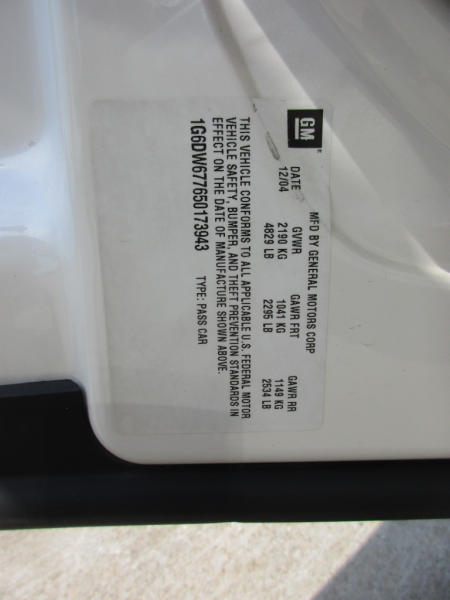 GM
MFD BY GENERAL MOTORS CORP
DATE GVWR GAWR FRT GAWR RR
12/04 2190 KG 1041 KG 1149 KG
4829 LB 2295 LB 2534 LB
THIS VEHICLE CONFORMS TO ALL APPLICABLE U.S. FEDERAL MOTOR
VEHICLE SAFETY, BUMPER, AND THEFT PREVENTION STANDARDS IN
EFFECT ON THE DATE OF MANUFACTURE SHOWN ABOVE.
1G6DW677650173943 TYPE: PASS CAR